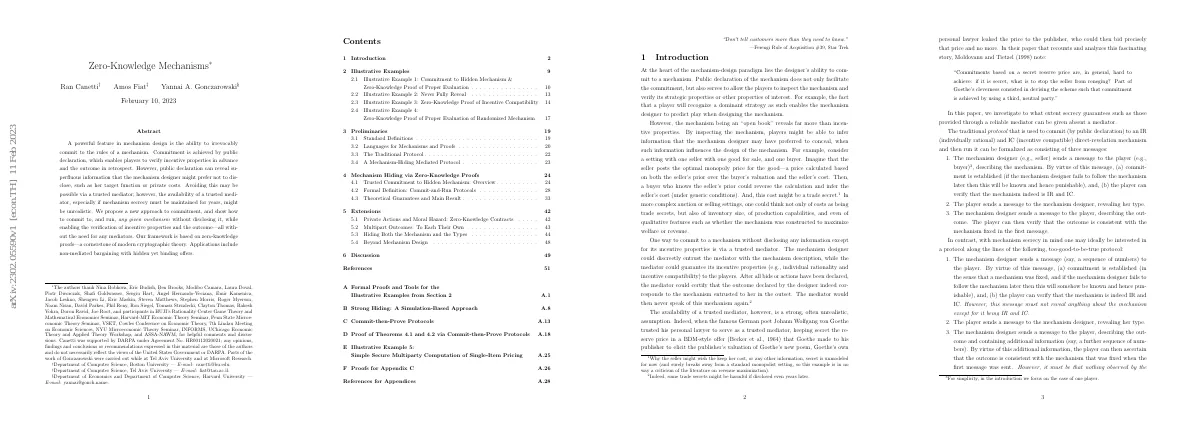 arXiv:2302.05590v1 [econ.TH] 11 Feb 2023
Zero-Knowledge Mechanisms*
Ran Canetti† Amos Fiat‡ Yannai A. Gonczarowski§
February 10, 2023
Abstract
A powerful feature in mechanism design is the ability to irrevocably
commit to the rules of a mechanism. Commitment is achieved by public
declaration, which enables players to verify incentive properties in advance
and the outcome in retrospect. However, public declaration can reveal su-
perfluous information that the mechanism designer might prefer not to dis-
close, such as her target function or private costs. Avoiding this may be
possible via a trusted mediator; however, the availability of a trusted medi-
ator, especially if mechanism secrecy must be maintained for years, might
be unrealistic. We propose a new approach to commitment, and show how
to commit to, and run, any given mechanism without disclosing it, while
enabling the verification of incentive properties and the outcome—all with-
out the need for any mediators. Our framework is based on zero-knowledge
proofs—a cornerstone of modern cryptographic theory. Applications include
non-mediated bargaining with hidden yet binding offers.
†Department of Computer Science, Boston University
1
Contents
1 Introduction 2
2 Illustrative Examples 9
2.1 Illustrative Example 1: Commitment to Hidden Mechanism &
Zero-Knowledge Proof of Proper Evaluation 10
2.2 Illustrative Example 2: Never Fully Reveal 13
2.3 Illustrative Example 3: Zero-Knowledge Proof of Incentive Compatibility 14
2.4 Illustrative Example 4:
Zero-Knowledge Proof of Proper Evaluation of Randomized Mechanism 17
3 Preliminaries 19
3.1 Standard Definitions 19
3.2 Languages for Mechanisms and Proofs 20
3.3 The Traditional Protocol 22
3.4 A Mechanism-Hiding Mediated Protocol 23
4 Mechanism Hiding via Zero-Knowledge Proofs 24
4.1 Trusted Commitment to Hidden Mechanism: Overview 24
4.2 Formal Definition: Commit-and-Run Protocols 28
4.3 Theoretical Guarantees and Main Result 33
5 Extensions 42
5.1 Private Actions and Moral Hazard: Zero-Knowledge Contracts 42
5.2 Multipart Outcomes: To Each Their Own 43
5.3 Hiding Both the Mechanism and the Types 44
5.4 Beyond Mechanism Design 48
6 Discussion 49
References 51
A Formal Proofs and Tools for the
Illustrative Examples from Section 2 A.1
B Strong Hiding: A Simulation-Based Approach A.8
C Commit-then-Prove Protocols A.13
D Proof of Theorems 4.1 and 4.2 via Commit-then-Prove Protocols A.18
E Illustrative Example 5:
Simple Secure Multiparty Computation of Single-Item Pricing A.25
F Proofs for Appendix C A.26
References for Appendices A.28
"Don't tell customers more than they need to know."
—Ferengi Rule of Acquisition #39, Star Trek
1 Introduction
At the heart of the mechanism-design paradigm lies the designer's ability to com-
mit to a mechanism. Public declaration of the mechanism does not only facilitate
the commitment, but also serves to allow the players to inspect the mechanism and
verify its strategic properties or other properties of interest. For example, the fact
that a player will recognize a dominant strategy as such enables the mechanism
designer to predict play when designing the mechanism.
However, the mechanism being an "open book" reveals far more than incen-
tive properties. By inspecting the mechanism, players might be able to infer
information that the mechanism designer may have preferred to conceal, when
such information influences the design of the mechanism. For example, consider
a setting with one seller with one good for sale, and one buyer. Imagine that the
seller posts the optimal monopoly price for the good—a price calculated based
on both the seller's prior over the buyer's valuation and the seller's cost. Then,
a buyer who knows the seller's prior could reverse the calculation and infer the
seller's cost (under generic conditions). And, this cost might be a trade secret.¹ In
more complex auction or selling settings, one could think not only of costs as being
trade secrets, but also of inventory size, of production capabilities, and even of
qualitative features such as whether the mechanism was constructed to maximize
welfare or revenue.
One way to commit to a mechanism without disclosing any information except
for its incentive properties is via a trusted mediator. The mechanism designer
could discreetly entrust the mediator with the mechanism description, while the
mediator could guarantee its incentive properties (e.g., individual rationality and
incentive compatibility) to the players. After all bids or actions have been declared,
the mediator could certify that the outcome declared by the designer indeed cor-
responds to the mechanism entrusted to her in the outset. The mediator would
then never speak of this mechanism again.²
The availability of a trusted mediator, however, is a strong, often unrealistic,
assumption. Indeed, when the famous German poet Johann Wolfgang von Goethe
trusted his personal lawyer to serve as a trusted mediator, keeping secret the re-
serve price in a BDM-style offer (Becker et al., 1964) that Goethe made to his
publisher to elicit the publisher's valuation of Goethe's new poem, Goethe's own
²Indeed, some trade secrets might be harmful if disclosed even years later.
2
personal lawyer leaked the price to the publisher, who could then bid precisely
that price and no more. In their paper that recounts and analyzes this fascinating
story, Moldovanu and Tietzel (1998) note:
"Commitments based on a secret reserve price are, in general, hard to
achieve: if it is secret, what is to stop the seller from reneging? Part of
Goethe's cleverness consisted in devising the scheme such that commitment
is achieved by using a third, neutral party."
In this paper, we investigate to what extent secrecy guarantees such as those
provided through a reliable mediator can be given absent a mediator.
The traditional protocol that is used to commit (by public declaration) to an IR
(individually rational) and IC (incentive compatible) direct-revelation mechanism
and then run it can be formalized as consisting of three messages:
1. The mechanism designer (e.g., seller) sends a message to the player (e.g.,
buyer)³, describing the mechanism. By virtue of this message, (a) commit-
ment is established (if the mechanism designer fails to follow the mechanism
later then this will be known and hence punishable), and, (b) the player can
verify that the mechanism is indeed IR and IC.
2. The player sends a message to the mechanism designer, revealing her type.
3. The mechanism designer sends a message to the player, describing the out-
come. The player can then verify that the outcome is consistent with the
mechanism fixed in the first message.
In contrast, with mechanism secrecy in mind one may ideally be interested in
a protocol along the lines of the following, too-good-to-be-true protocol:
1. The mechanism designer sends a message (say, a sequence of numbers) to
the player. By virtue of this message, (a) commitment is established (in
the sense that a mechanism was fixed, and if the mechanism designer fails to
follow the mechanism later then this will somehow be known and hence pun-
ishable), and, (b) the player can verify that the mechanism is indeed IR and
IC. However, this message must not reveal anything about the mechanism
except for it being IR and IC.
2. The player sends a message to the mechanism designer, revealing her type.
3. The mechanism designer sends a message to the player, describing the out-
come and containing additional information (say, a further sequence of num-
bers). By virtue of this additional information, the player can then ascertain
that the outcome is consistent with the mechanism that was fixed when the
first message was sent. However, it must be that nothing observed by the
³For simplicity, in the introduction we focus on the case of one player.
3